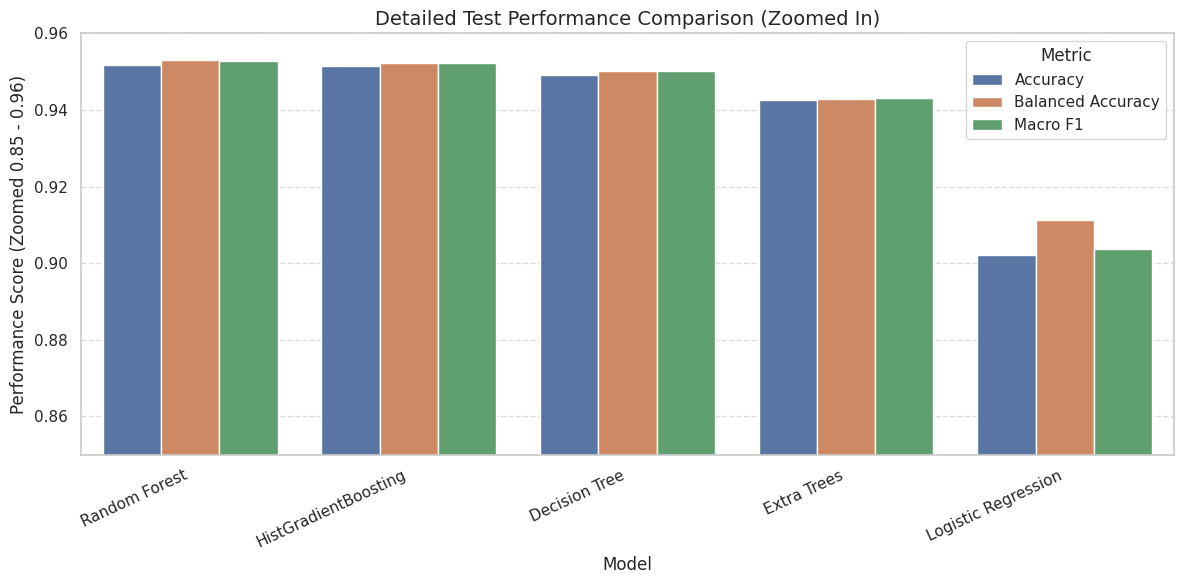 Detailed Test Performance Comparison (Zoomed In)
Performance Score (Zoomed 0.85 - 0.96)
0.96
0.94
0.92
0.90
0.88
0.86
Metric
Accuracy
Balanced Accuracy
Macro F1
Random Forest
HistGradientBoosting
Decision Tree
Extra Trees
Logistic Regression
Model